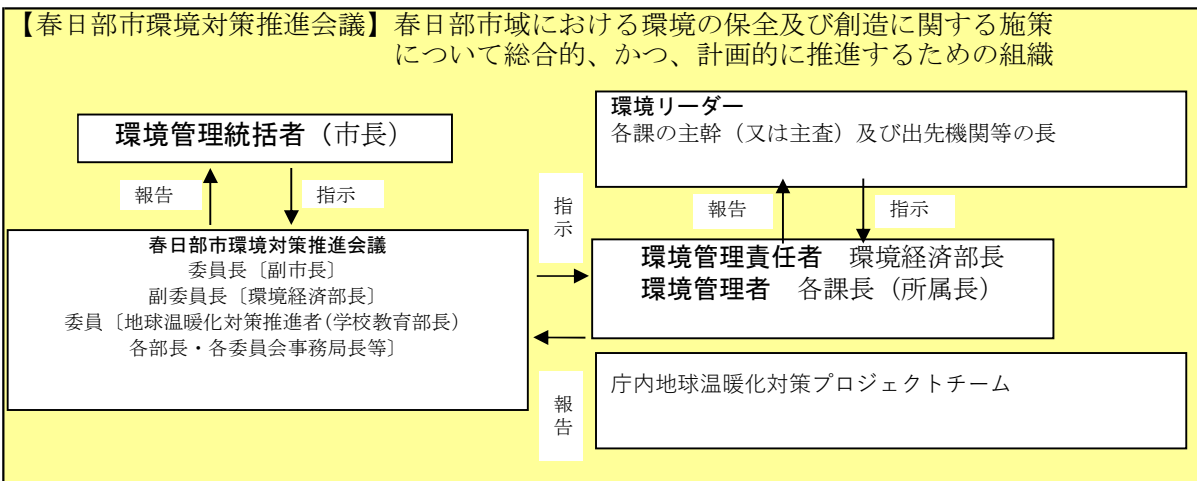 【春日部市環境対策推進会議】春日部市域における環境の保全及び創造に関する施策
について総合的、かつ、計画的に推進するための組織
環境管理統括者（市長）
報告
指示
春日部市環境対策推進会議
委員長〔副市長〕
副委員長〔環境経済部長〕
委員〔地球温暖化対策推進者(学校教育部長)
各部長・各委員会事務局長等〕
指示
報告
環境リーダー
各課の主幹（又は主査）及び出先機関等の長
報告
指示
環境管理責任者　環境経済部長
環境管理者　各課長（所属長）
庁内地球温暖化対策プロジェクトチーム